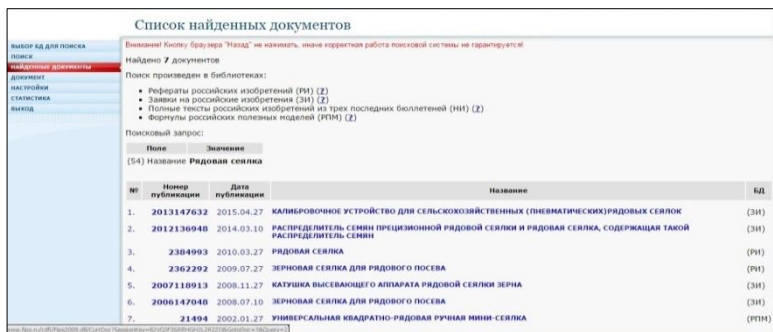 Список найденных документов
ВЫБОР БД ДЛЯ ПОИСКА
ПОИСК
НАЙДЕННЫЕ ДОКУМЕНТЫ
ДОКУМЕНТ
НАСТРОЙКИ
СТАТИСТИКА
ВЫХОД
Внимание! Кнопку браузера "Назад" не нажимать, иначе корректная работа поисковой системы не гарантируется!
Найдено 7 документов
Поиск произведен в библиотеках:
• Рефераты российских изобретений (РИ) (?)
• Заявки на российские изобретения (ЗИ) (?)
• Полные тексты российских изобретений из трех последних бюллетеней (НИ) (?)
• Формулы российских полезных моделей (РПМ) (?)
Поисковый запрос:
Поле Значение
(54) Название Рядовая сеялка
№ Номер публикации Дата публикации Название БД
1. 2013147632 2015.04.27 КАЛИБРОВОЧНОЕ УСТРОЙСТВО ДЛЯ СЕЛЬСКОХОЗЯЙСТВЕННЫХ (ПНЕВМАТИЧЕСКИХ)РЯДОВЫХ СЕЯЛОК (ЗИ)
2. 2012136948 2014.03.10 РАСПРЕДЕЛИТЕЛЬ СЕМЯН ПРЕЦИЗИОННОЙ РЯДОВОЙ СЕЯЛКИ И РЯДОВАЯ СЕЯЛКА, СОДЕРЖАЩАЯ ТАКОЙ (ЗИ)
РАСПРЕДЕЛИТЕЛЬ СЕМЯН
3. 2384993 2010.03.27 РЯДОВАЯ СЕЯЛКА (РИ)
4. 2362292 2009.07.27 ЗЕРНОВАЯ СЕЯЛКА ДЛЯ РЯДОВОГО ПОСЕВА (РИ)
5. 2007118913 2008.11.27 КАТУШКА ВЫСЕВАЮЩЕГО АППАРАТА РЯДОВОЙ СЕЯЛКИ ЗЕРНА (ЗИ)
6. 2006147048 2008.07.10 ЗЕРНОВАЯ СЕЯЛКА ДЛЯ РЯДОВОГО ПОСЕВА (ЗИ)
7. 21494 2002.01.27 УНИВЕРСАЛЬНАЯ КВАДРАТНО-РЯДОВАЯ РУЧНАЯ МИНИ-СЕЯЛКА (РПМ)